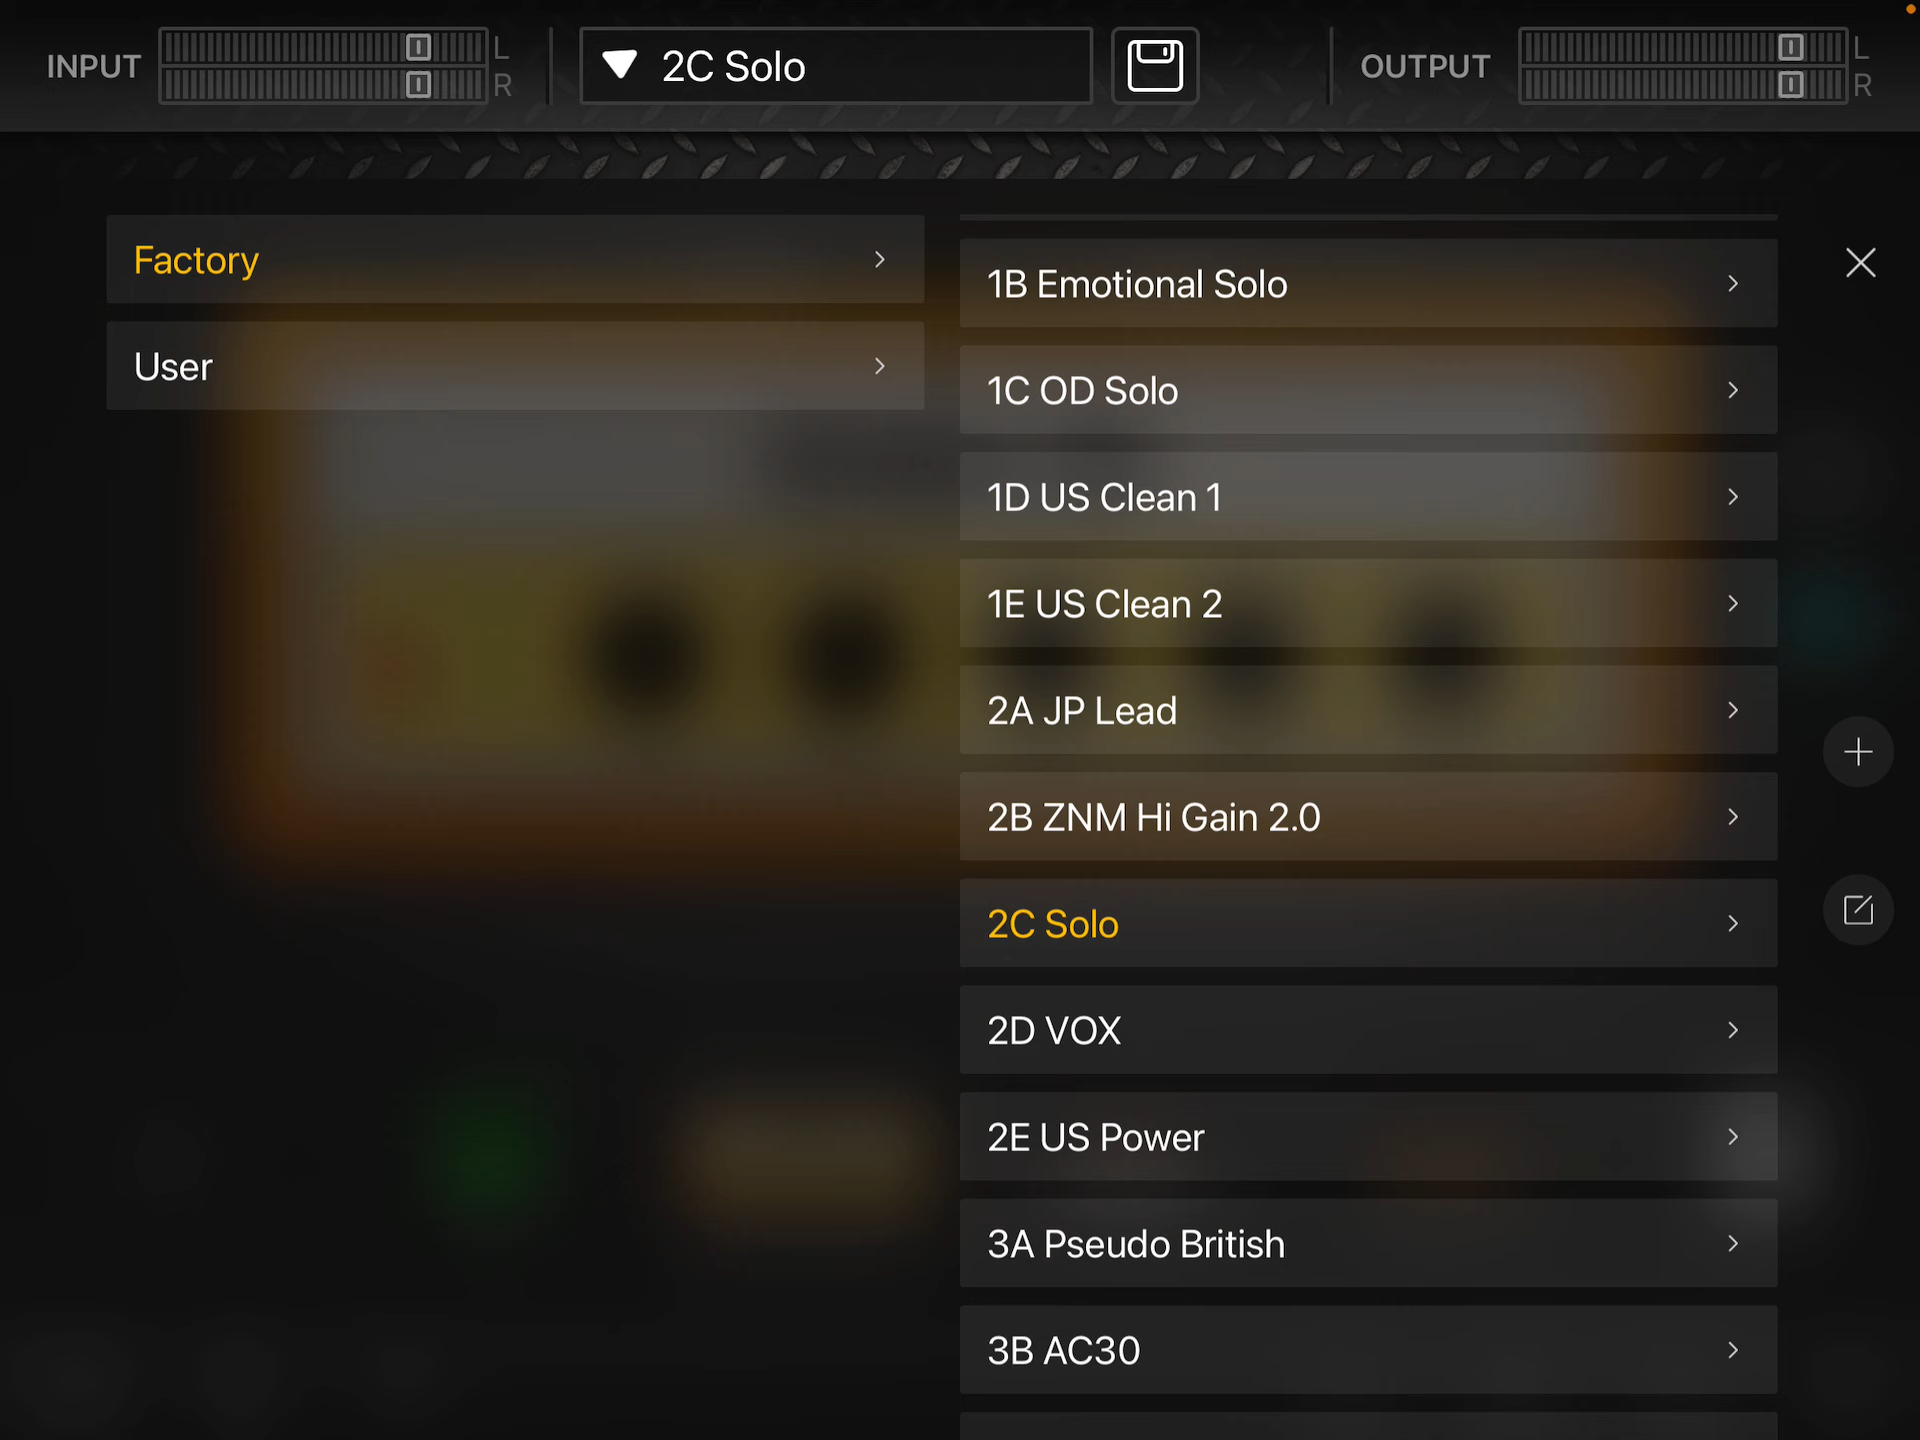 INPUT
L
R
2C Solo
OUTPUT
L
R
Factory
User
1B Emotional Solo
1C OD Solo
1D US Clean 1
1E US Clean 2
2A JP Lead
2B ZNM Hi Gain 2.0
2C Solo
2D VOX
2E US Power
3A Pseudo British
3B AC30